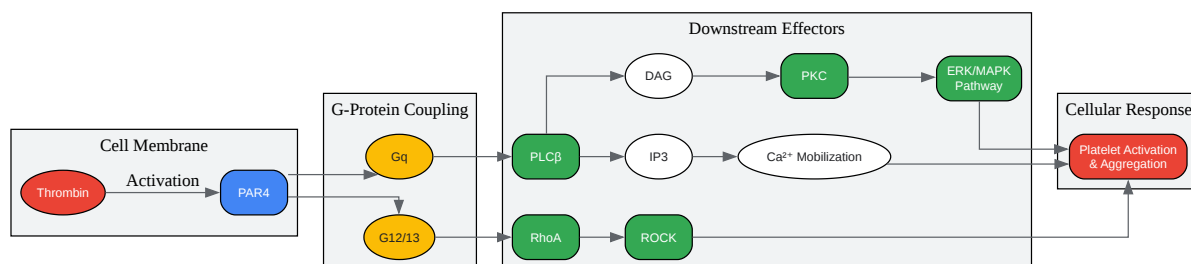 Downstream Effectors
DAG
PKC
ERK/MAPK
Pathway
G-Protein Coupling
Cellular Response
Cell Membrane
Gq
PLCβ
IP3
Ca²⁺ Mobilization
Platelet Activation
& Aggregation
Thrombin
Activation
PAR4
G12/13
RhoA
ROCK